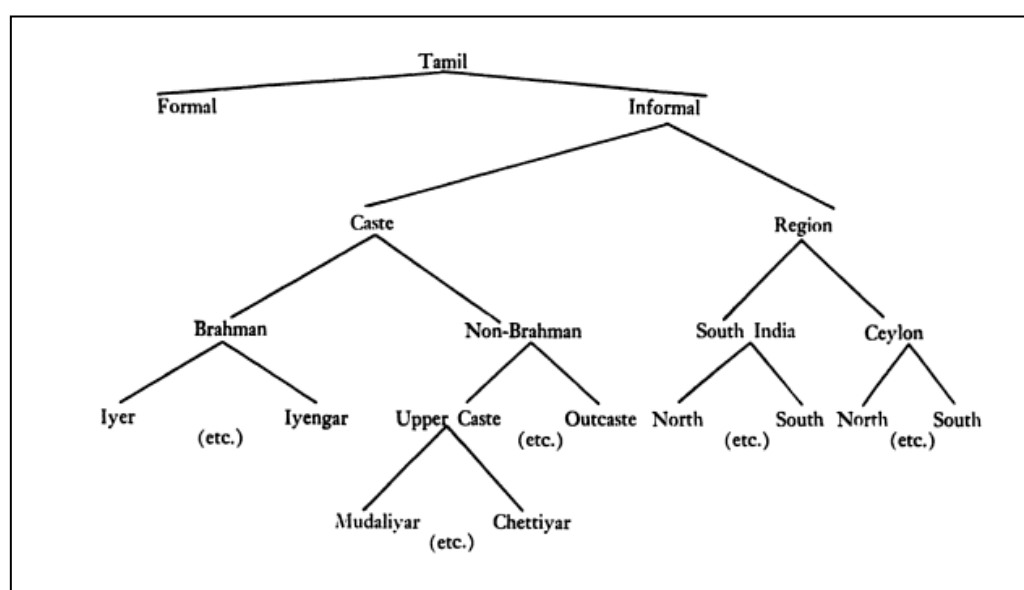 Tamil
Formal Informal
Caste Region
Brahman Non-Brahman South India Ceylon
Iyer (etc.) Iyengar Upper Caste (etc.) Outcaste North (etc.) South North (etc.) South
Mudaliyar (etc.) Chettiyar